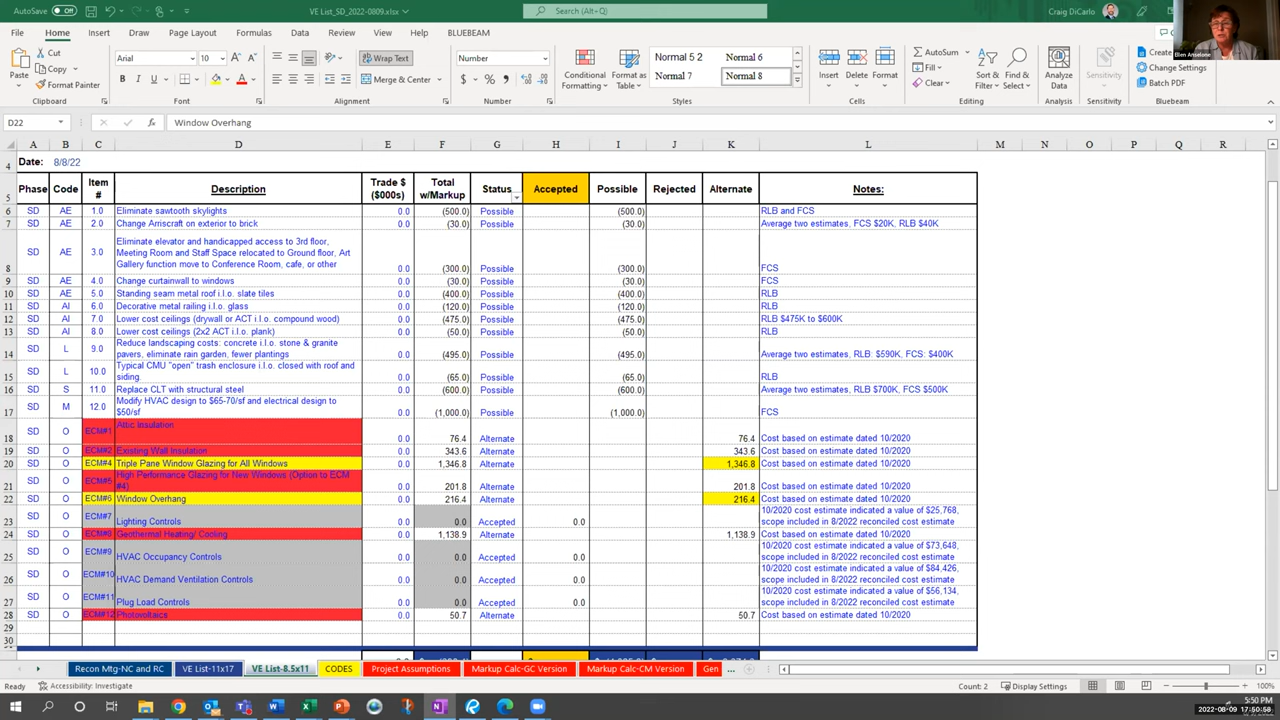 AutoSave Off VE List_SD_2022-0809.xlsx Search (Alt+Q) Craig DiCarlo
File Home Insert Draw Page Layout Formulas Data Review View Help BLUEBEAM
Ellen Anselone
Cut Arial 10 Wrap Text Number Normal 5 2 Normal 6 AutoSum
Copy Merge & Center Normal 7 Normal 8 Fill Change Settings
Paste Format Painter Conditional Formatting Format as Table Insert Delete Format Clear Sort & Filter Find & Select Analyze Data Sensitivity Batch PDF
Clipboard Font Alignment Number Styles Cells Editing Analysis Sensitivity Bluebeam
D22 Window Overhang
A B C D E F G H I J K L M N O P Q R
4 Date: 8/8/22
5 Phase Code Item # Description Trade $ ($000s) Total w/Markup Status Accepted Possible Rejected Alternate Notes:
6 SD AE 1.0 Eliminate sawtooth skylights 0.0 (500.0) Possible (500.0) RLB and FCS
7 SD AE 2.0 Change Arriscraft on exterior to brick 0.0 (30.0) Possible (30.0) Average two estimates, FCS $20K, RLB $40K
8 SD AE 3.0 Eliminate elevator and handicapped access to 3rd floor, Meeting Room and Staff Space relocated to Ground floor, Art Gallery function move to Conference Room, cafe, or other 0.0 (300.0) Possible (300.0) FCS
9 SD AE 4.0 Change curtainwall to windows 0.0 (30.0) Possible (30.0) FCS
10 SD AE 5.0 Standing seam metal roof i.l.o. slate tiles 0.0 (400.0) Possible (400.0) RLB
11 SD AI 6.0 Decorative metal railing i.l.o. glass 0.0 (120.0) Possible (120.0) RLB
12 SD AI 7.0 Lower cost ceilings (drywall or ACT i.l.o. compound wood) 0.0 (475.0) Possible (475.0) RLB $475K to $600K
13 SD AI 8.0 Lower cost ceilings (2x2 ACT i.l.o. plank) 0.0 (50.0) Possible (50.0) RLB
14 SD L 9.0 Reduce landscaping costs: concrete i.l.o. stone & granite pavers, eliminate rain garden, fewer plantings 0.0 (495.0) Possible (495.0) Average two estimates, RLB: $590K, FCS: $400K
15 SD L 10.0 Typical CMU "open" trash enclosure i.l.o. closed with roof and siding. 0.0 (65.0) Possible (65.0) RLB
16 SD S 11.0 Replace CLT with structural steel 0.0 (600.0) Possible (600.0) Average two estimates, RLB $700K, FCS $500K
17 SD M 12.0 Modify HVAC design to $65-70/sf and electrical design to $50/sf 0.0 (1,000.0) Possible (1,000.0) FCS
18 SD O ECM#1 Attic Insulation 0.0 76.4 Alternate 76.4 Cost based on estimate dated 10/2020
19 SD O ECM#2 Existing Wall Insulation 0.0 343.6 Alternate 343.6 Cost based on estimate dated 10/2020
20 SD O ECM#4 Triple Pane Window Glazing for All Windows 0.0 1,346.8 Alternate 1,346.8 Cost based on estimate dated 10/2020
21 SD O ECM#5 High Performance Glazing for New Windows (Option to ECM #4) 0.0 201.8 Alternate 201.8 Cost based on estimate dated 10/2020
22 SD O ECM#6 Window Overhang 0.0 216.4 Alternate 216.4 Cost based on estimate dated 10/2020
23 SD O ECM#7 Lighting Controls 0.0 0.0 Accepted 0.0 10/2020 cost estimate indicated a value of $25,768, scope included in 8/2022 reconciled cost estimate
24 SD O ECM#8 Geothermal Heating/ Cooling 0.0 1,138.9 Alternate 1,138.9 Cost based on estimate dated 10/2020
25 SD O ECM#9 HVAC Occupancy Controls 0.0 0.0 Accepted 0.0 10/2020 cost estimate indicated a value of $73,648, scope included in 8/2022 reconciled cost estimate
26 SD O ECM#10 HVAC Demand Ventilation Controls 0.0 0.0 Accepted 0.0 10/2020 cost estimate indicated a value of $84,426, scope included in 8/2022 reconciled cost estimate
27 SD O ECM#11 Plug Load Controls 0.0 0.0 Accepted 0.0 10/2020 cost estimate indicated a value of $56,134, scope included in 8/2022 reconciled cost estimate
28 SD O ECM#12 Photovoltaics 0.0 50.7 Alternate 50.7 Cost based on estimate dated 10/2020
29
30
Recon Mtg-NC and RC VE List-11x17 VE List-8.5x11 CODES Project Assumptions Markup Calc-GC Version Markup Calc-CM Version Gen ...
Ready Accessibility: Investigate Count: 2 Display Settings 100%
5:50 PM
2022-08-09 17:50:58